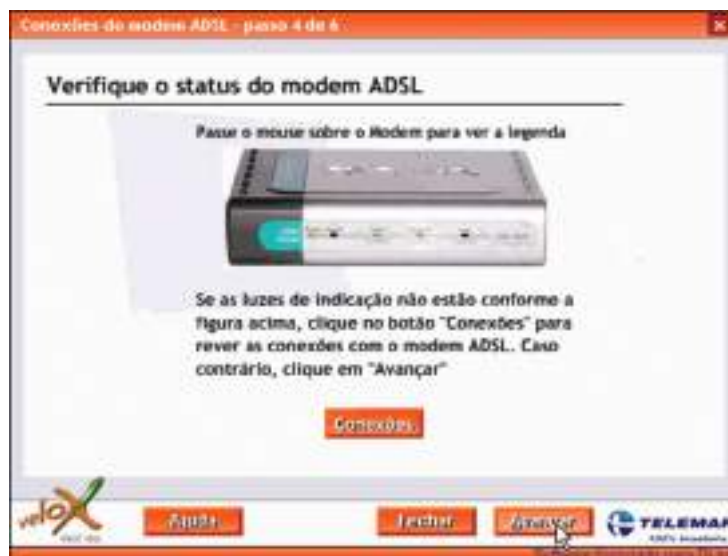 Conexões do modem ADSL - passo 4 de 6
Verifique o status do modem ADSL
Passe o mouse sobre o Modem para ver a legenda
Se as luzes de indicação não estão conforme a
figura acima, clique no botão "Conexões" para
rever as conexões com o modem ADSL. Caso
contrário, clique em "Avançar"
Conexões
velox
Ajuda
Fechar
Avançar
TELEMAR